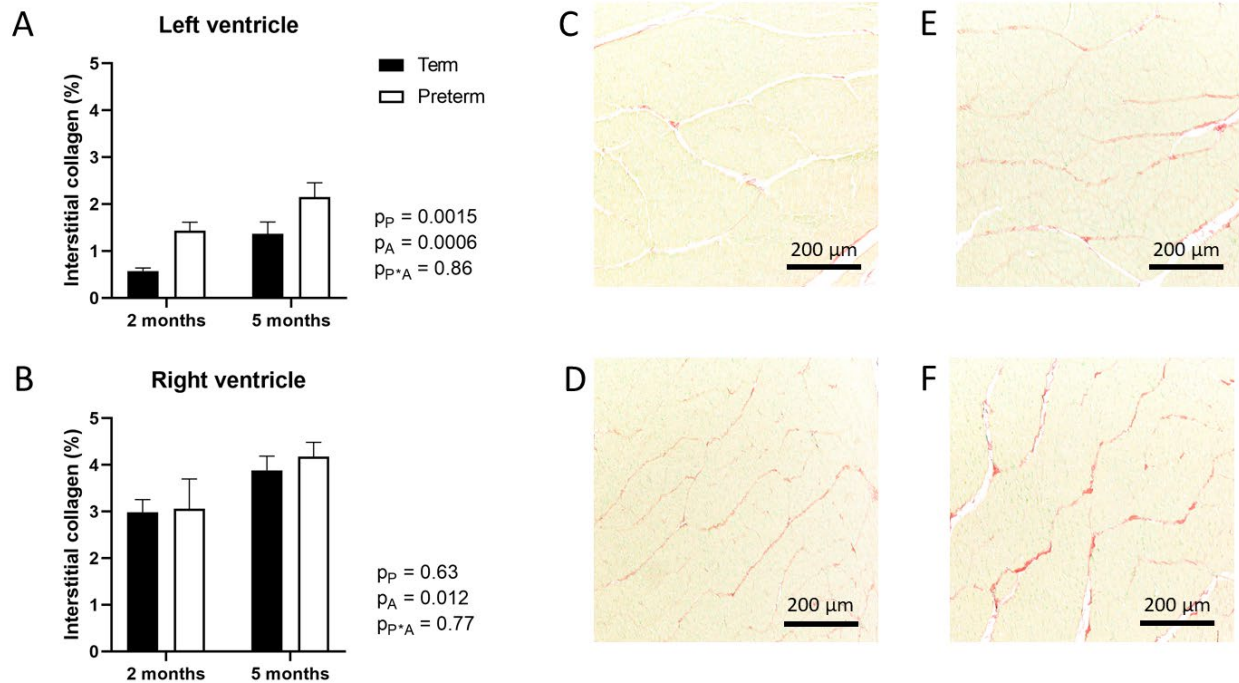 A
Left ventricle
Interstitial collagen (%)
5
4
3
2
1
0
2 months
5 months
Term
Preterm
pP = 0.0015
pA = 0.0006
pP*A = 0.86
B
Right ventricle
Interstitial collagen (%)
5
4
3
2
1
0
2 months
5 months
pP = 0.63
pA = 0.012
pP*A = 0.77
C
200 µm
E
200 µm
D
200 µm
F
200 µm